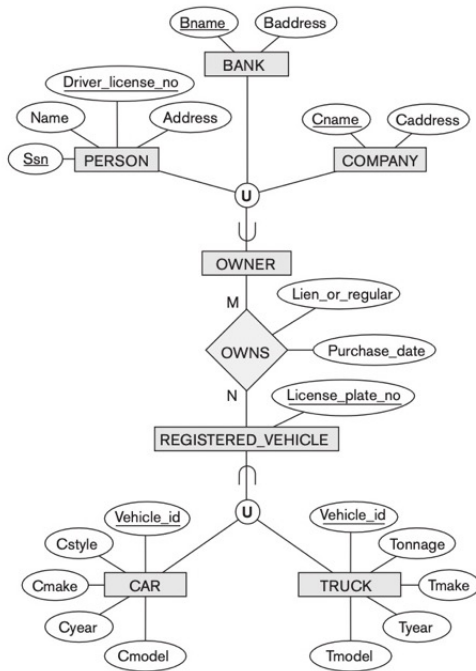 Bname Baddress
BANK
Driver_license_no
Name Address
Ssn PERSON
Cname Caddress
COMPANY
U
OWNER
M
Lien_or_regular
OWNS
Purchase_date
N
License_plate_no
REGISTERED_VEHICLE
U
Vehicle_id
Cstyle
Cmake CAR
Cyear
Cmodel
Vehicle_id
Tonnage
TRUCK Tmake
Tyear
Tmodel